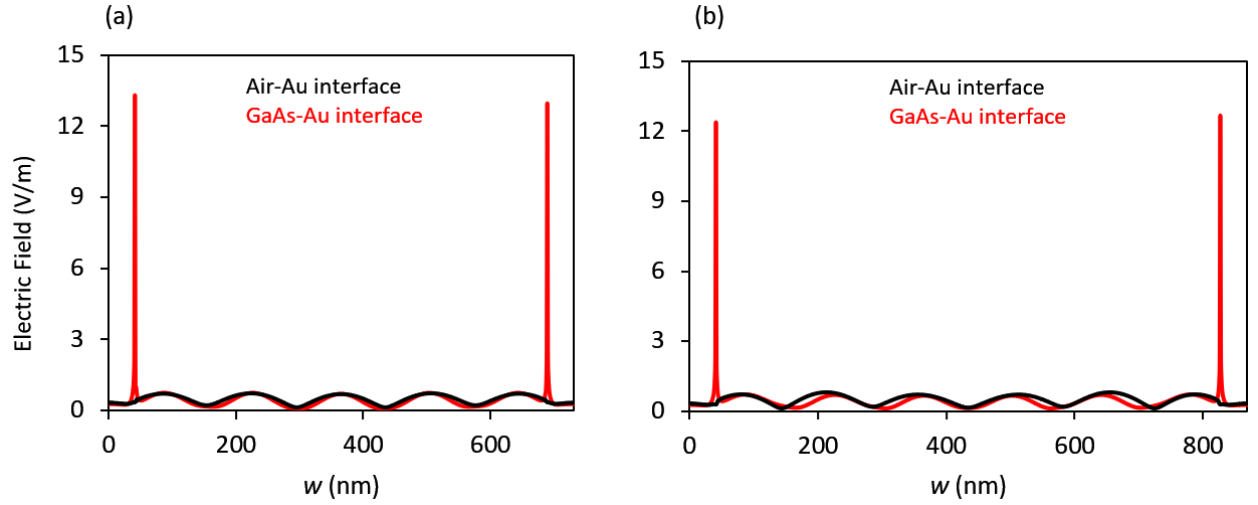 (a)
15
12
9
6
3
0
Electric Field (V/m)
Air-Au interface
GaAs-Au interface
0 200 400 600
w (nm)
(b)
15
12
9
6
3
0
Air-Au interface
GaAs-Au interface
0 200 400 600 800
w (nm)